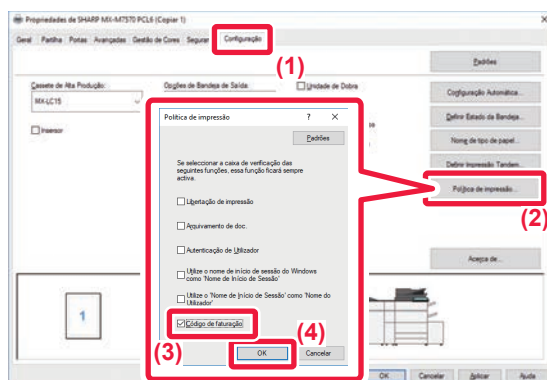 Propriedades de SHARP MX-M7570 PCL6 (Copiar 1)
Geral Partilha Portas Avançadas Gestão de Cores Segurar Configuração
(1)
Padrões
Cassete de Alta Produção:
Opções de Bandeja de Saída:
Unidade de Dobra
MX-LC15
Configuração Automática...
Insersor
Definir Estado da Bandeja...
Nome de tipo de papel...
Definir Impressão Tandem...
Política de impressão...
(2)
Acerca de...
Política de impressão ? ×
Padrões
Se seleccionar a caixa de verificação das
seguintes funções, essa função ficará sempre
activa.
Libertação de impressão
Arquivamento de doc.
Autenticação de Utilizador
Utilize o nome de início de sessão do Windows
como 'Nome de Início de Sessão'
Utilize o 'Nome de Início de Sessão' como 'Nome do
Utilizador'
Código de faturação
(3)
(4)
OK Cancelar
1
OK Cancelar Aplicar Ajuda